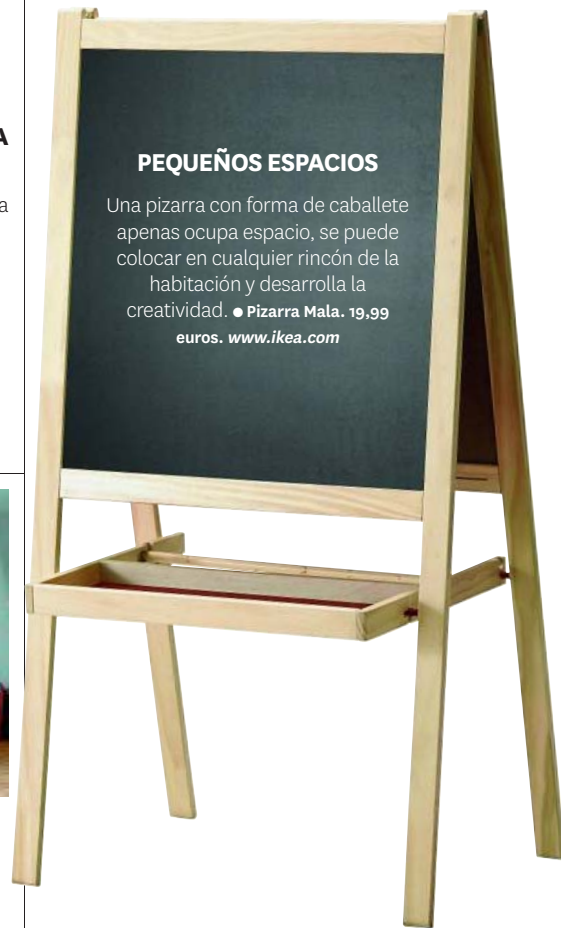 A
a
PEQUEÑOS ESPACIOS
Una pizarra con forma de caballete
apenas ocupa espacio, se puede
colocar en cualquier rincón de la
habitación y desarrolla la
creatividad. ● Pizarra Mala. 19,99
euros. www.ikea.com